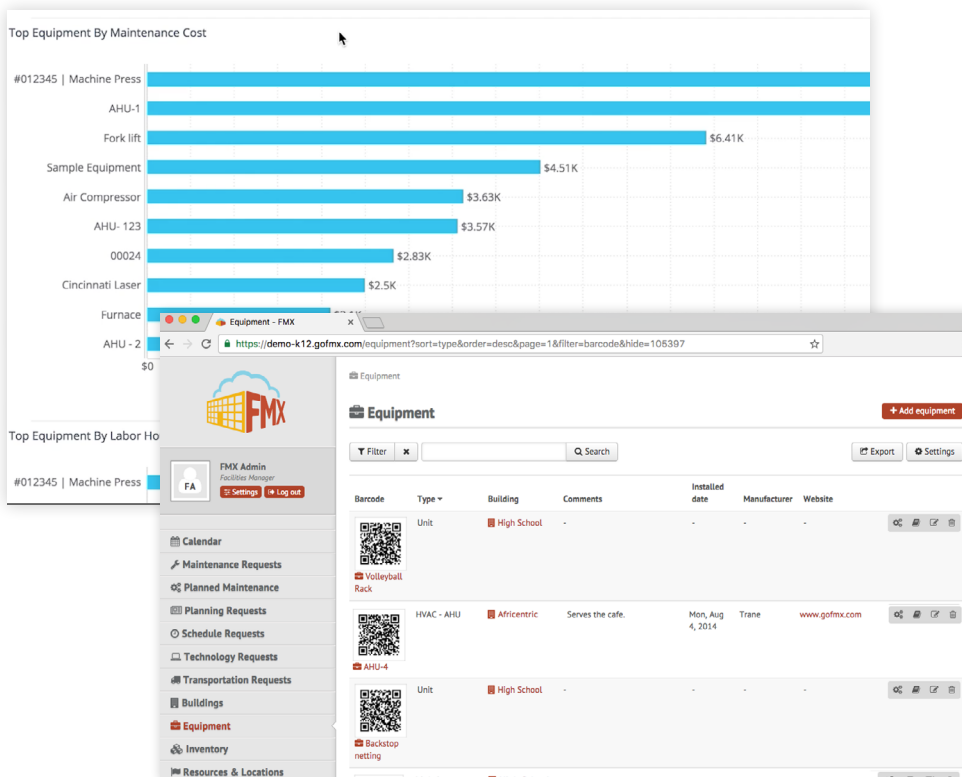 Top Equipment By Maintenance Cost
#012345 | Machine Press
AHU-1
Fork lift
$6.41K
Sample Equipment
$4.51K
Air Compressor
$3.63K
AHU- 123
$3.57K
00024
$2.83K
Cincinnati Laser
$2.5K
Furnace
AHU - 2
$0
Top Equipment By Labor Ho
#012345 | Machine Press
Equipment - FMX
https://demo-k12.gofmx.com/equipment?sort=type&order=desc&page=1&filter=barcode&hide=105397
FMX
FA
FMX Admin
Facilities Manager
Settings
Log out
Calendar
Maintenance Requests
Planned Maintenance
Planning Requests
Schedule Requests
Technology Requests
Transportation Requests
Buildings
Equipment
Inventory
Resources & Locations
Equipment
Equipment
+ Add equipment
Filter
Search
Export
Settings
Barcode
Type
Building
Comments
Installed
date
Manufacturer
Website
Volleyball
Rack
Unit
High School
-
-
-
-
AHU-4
HVAC - AHU
Africentric
Serves the cafe.
Mon, Aug
4, 2014
Trane
www.gofmx.com
Backstop
netting
Unit
High School
-
-
-
-